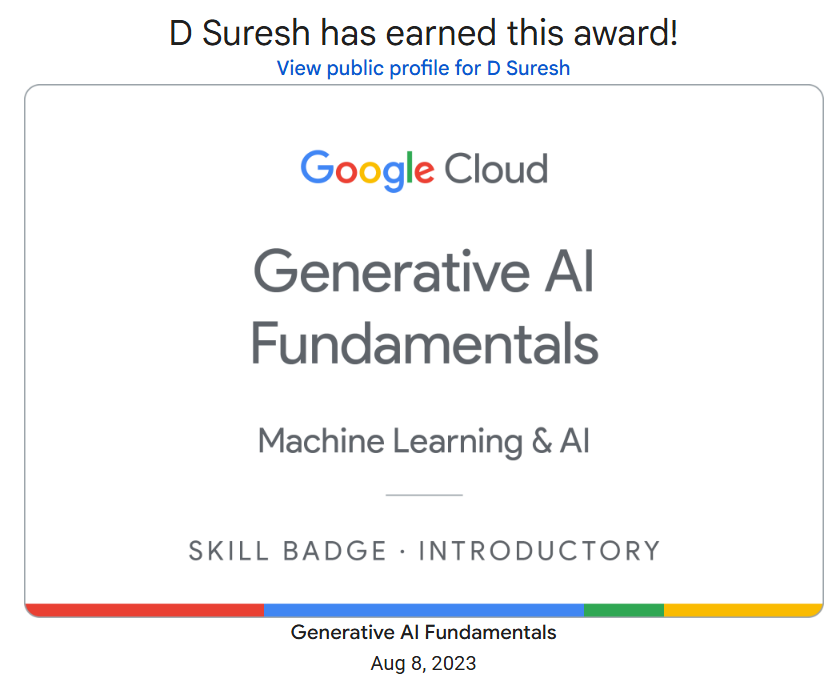 D Suresh has earned this award!
View public profile for D Suresh
Google Cloud
Generative AI
Fundamentals
Machine Learning & AI
SKILL BADGE · INTRODUCTORY
Generative AI Fundamentals
Aug 8, 2023